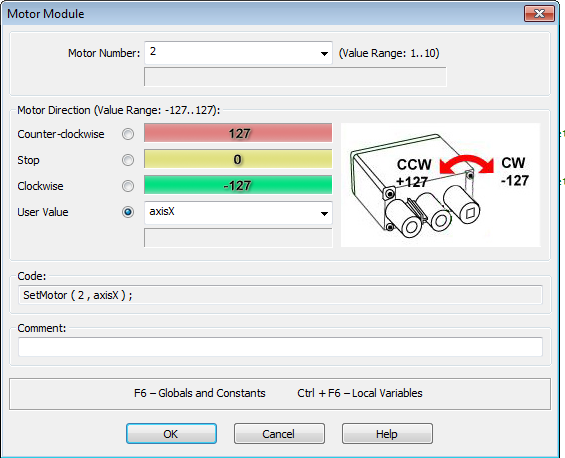 Motor Module
Motor Number: 2 (Value Range: 1..10)
Motor Direction (Value Range: -127..127):
Counter-clockwise 127
Stop 0
Clockwise -127
User Value axisX
CCW +127
CW -127
Code:
SetMotor ( 2 , axisX ) ;
Comment:
F6 – Globals and Constants Ctrl + F6 – Local Variables
OK Cancel Help